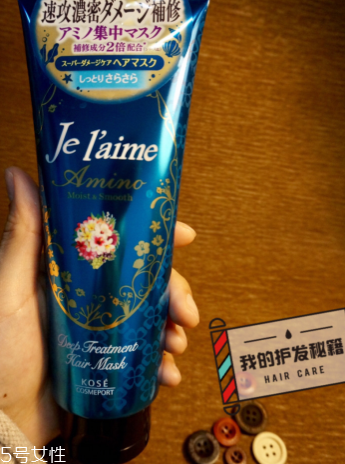 速攻濃密ダメージ補修
アミノ集中マスク
補修成分2倍配合
スーパーダメージケア ヘアマスク
しっとりさらさら
Je l'aime
Amino
Moist & Smooth
Deep Treatment
Hair Mask
KOSÉ
COSMEPORT
我的护发秘籍
HAIR CARE
5号女性